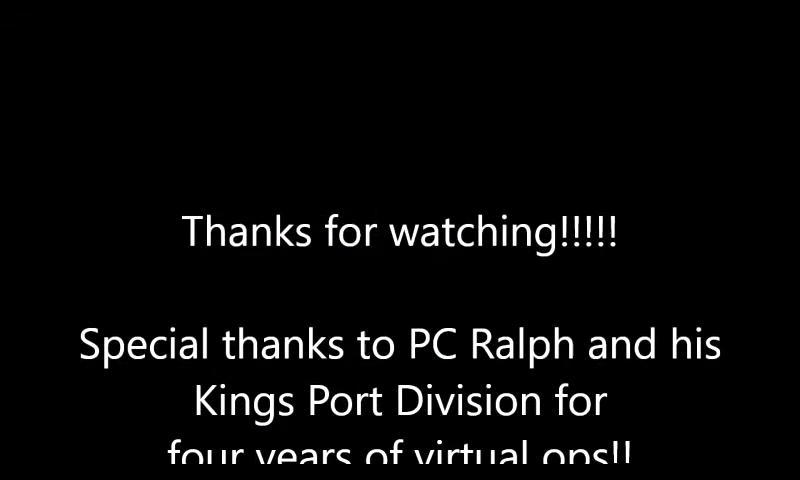 Thanks for watching!!!!!
Special thanks to PC Ralph and his
Kings Port Division for
four years of virtual ops!!